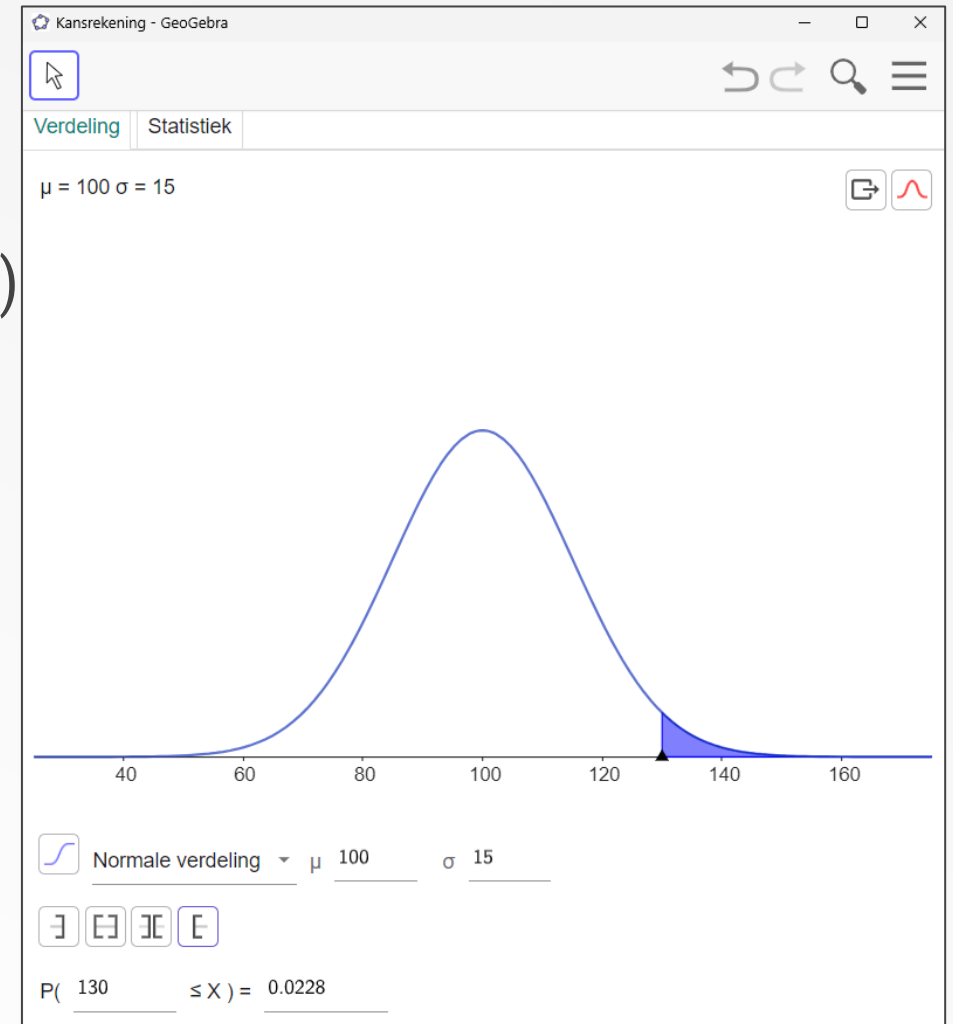 Kansrekening - GeoGebra
Verdeling Statistiek
μ = 100 σ = 15
)
40 60 80 100 120 140 160
Normale verdeling μ 100 σ 15
P( 130 ≤ X ) = 0.0228